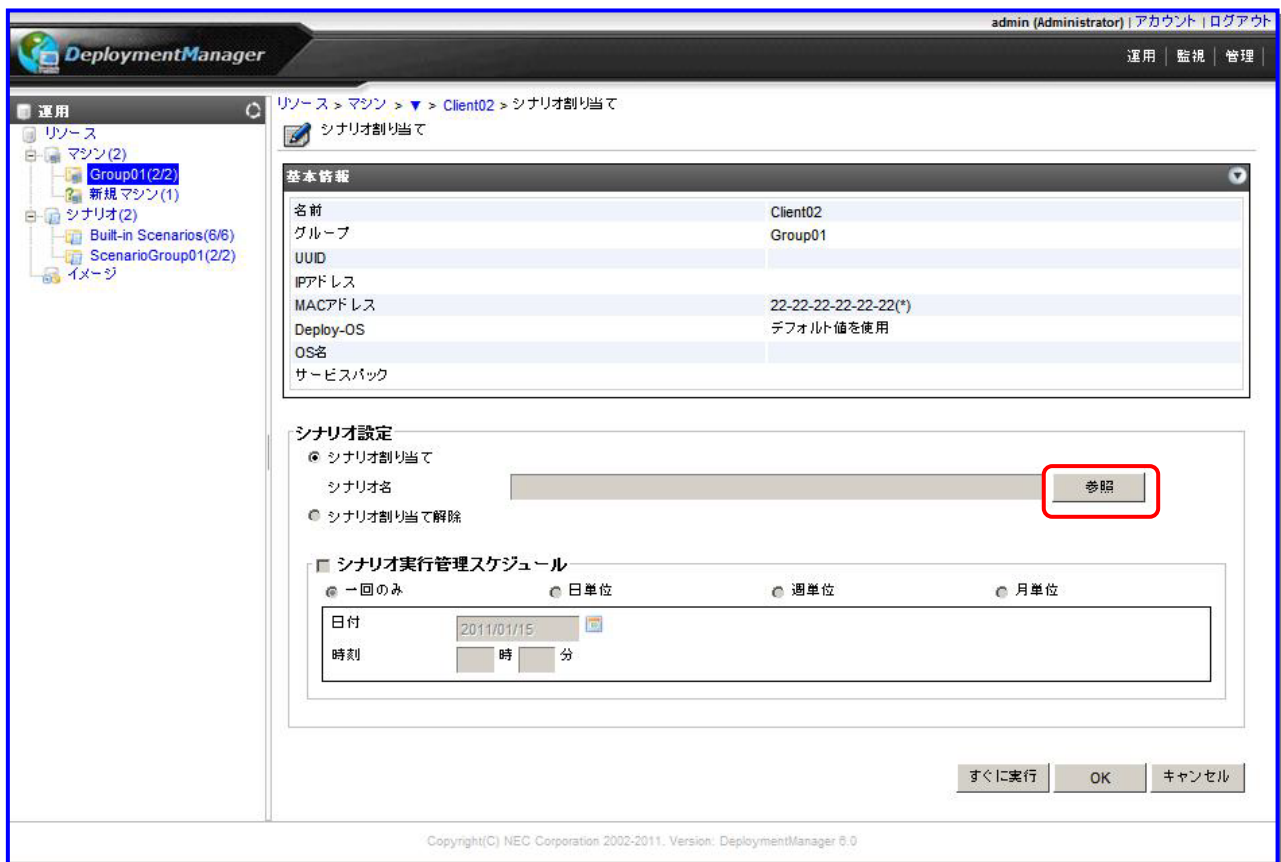 admin (Administrator) | アカウント | ログアウト
DeploymentManager
運用 | 監視 | 管理 |
運用
リソース
マシン(2)
Group01(2/2)
新規マシン(1)
シナリオ(2)
Built-in Scenarios(6/6)
ScenarioGroup01(2/2)
イメージ
リソース > マシン > ▼ > Client02 > シナリオ割り当て
シナリオ割り当て
基本情報
名前 Client02
グループ Group01
UUID
IPアドレス
MACアドレス 22-22-22-22-22-22(*)
Deploy-OS デフォルト値を使用
OS名
サービスパック
シナリオ設定
シナリオ割り当て
シナリオ名 参照
シナリオ割り当て解除
シナリオ実行管理スケジュール
一回のみ 日単位 週単位 月単位
日付 2011/01/15
時刻 時 分
すぐに実行 OK キャンセル
Copyright(C) NEC Corporation 2002-2011. Version: DeploymentManager 6.0